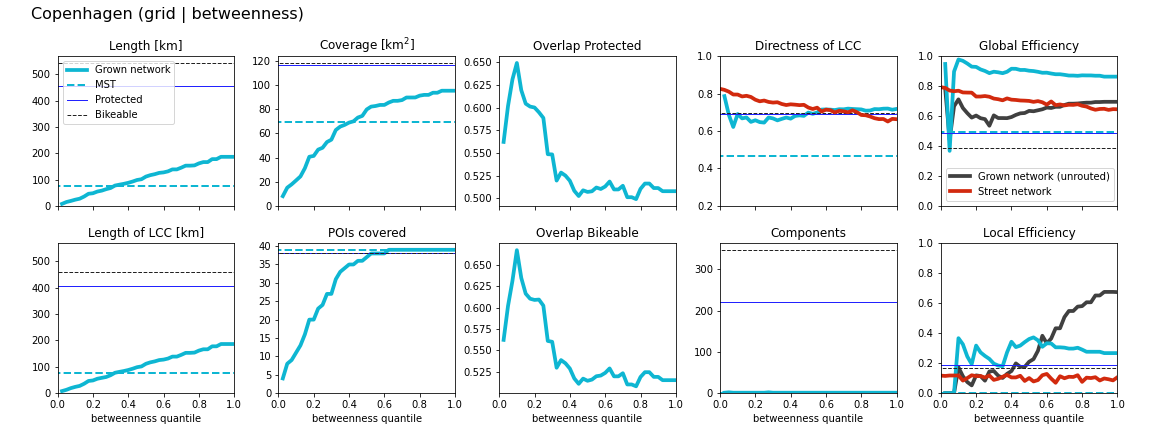 Copenhagen (grid | betweenness)
Length [km]
500
400
300
200
100
0
Grown network
MST
Protected
Bikeable
Coverage [km²]
120
100
80
60
40
20
0
Overlap Protected
0.650
0.625
0.600
0.575
0.550
0.525
0.500
Directness of LCC
1.0
0.8
0.6
0.4
0.2
Global Efficiency
1.0
0.8
0.6
0.4
0.2
0.0
Grown network (unrouted)
Street network
Length of LCC [km]
500
400
300
200
100
0
0.0 0.2 0.4 0.6 0.8 1.0
betweenness quantile
POIs covered
40
35
30
25
20
15
10
5
0
0.0 0.2 0.4 0.6 0.8 1.0
betweenness quantile
Overlap Bikeable
0.650
0.625
0.600
0.575
0.550
0.525
0.0 0.2 0.4 0.6 0.8 1.0
betweenness quantile
Components
300
200
100
0
0.0 0.2 0.4 0.6 0.8 1.0
betweenness quantile
Local Efficiency
1.0
0.8
0.6
0.4
0.2
0.0
0.0 0.2 0.4 0.6 0.8 1.0
betweenness quantile